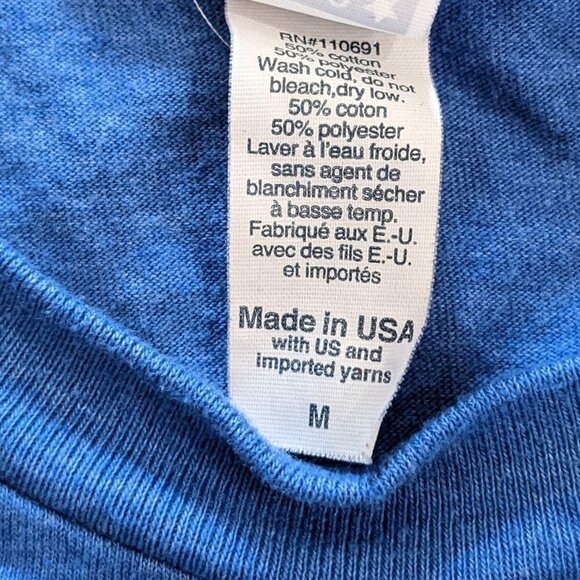 RN#110691
50% cotton
50% polyester
Wash cold, do not
bleach,dry low.
50% coton
50% polyester
Laver à l'eau froide,
sans agent de
blanchiment sécher
à basse temp.
Fabriqué aux E.-U.
avec des fils E.-U.
et importés
Made in USA
with US and
imported yarns
M